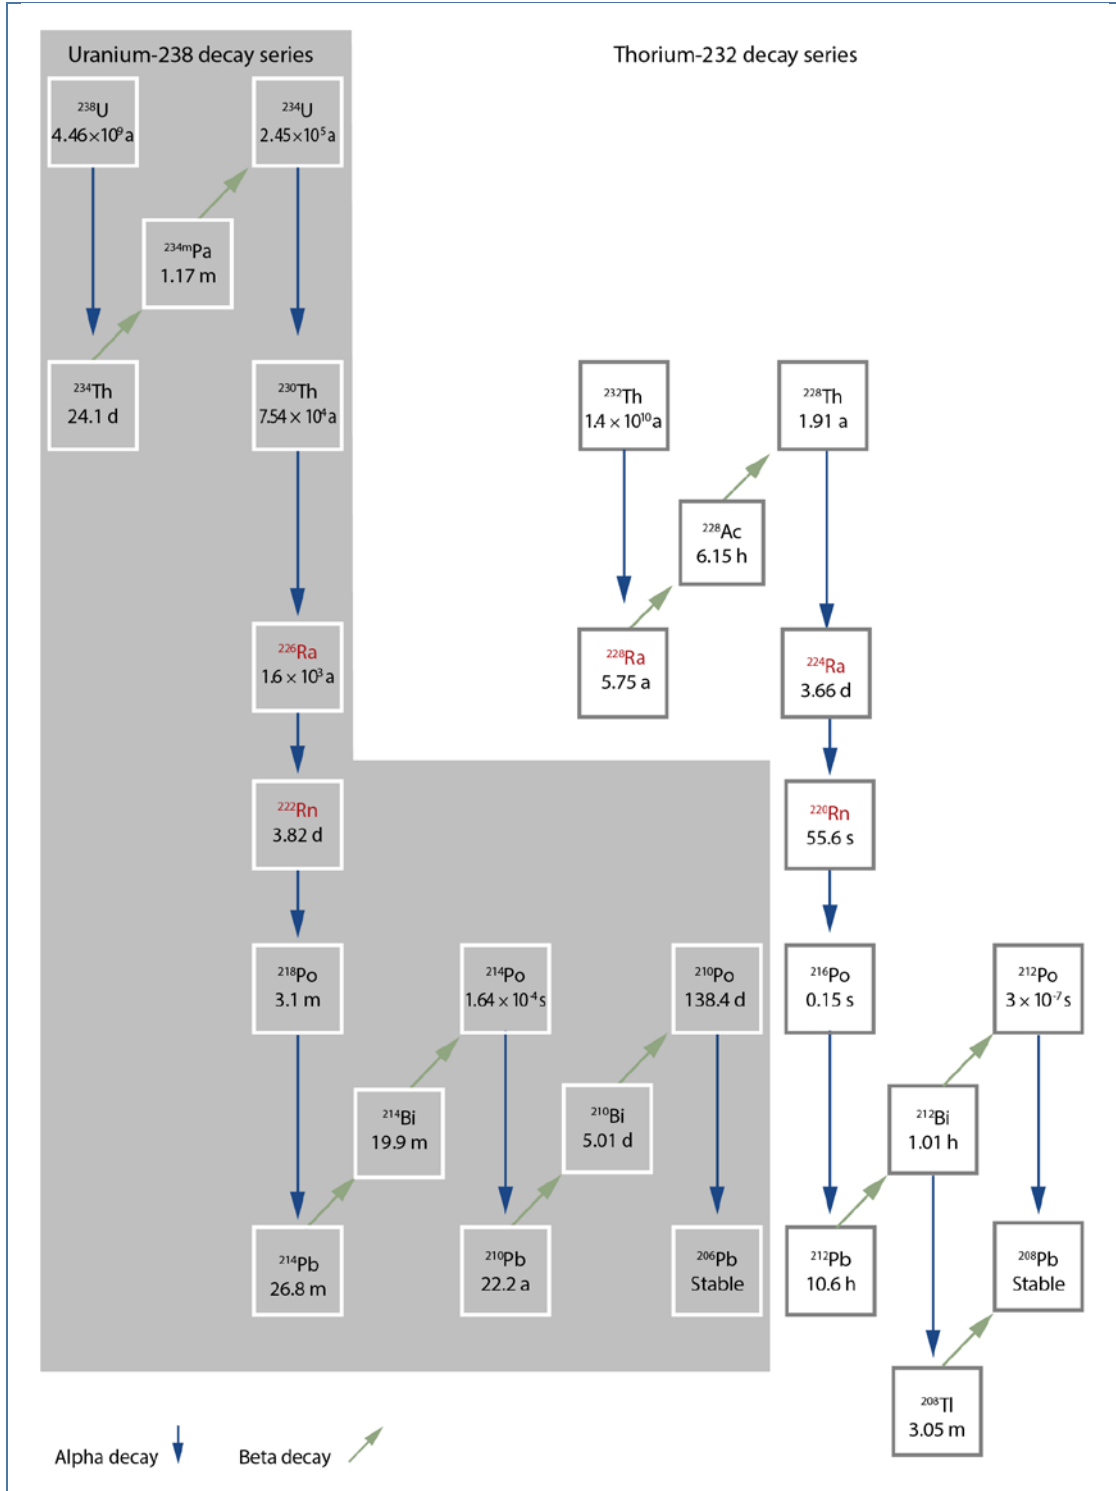 Uranium-238 decay series
Thorium-232 decay series
²³⁸U
4.46×10⁹a
²³⁴U
2.45×10⁵a
²³⁴ᵐPa
1.17 m
²³⁴Th
24.1 d
²³⁰Th
7.54 × 10⁴a
²³²Th
1.4 × 10¹⁰a
²²⁸Th
1.91 a
²²⁸Ac
6.15 h
²²⁶Ra
1.6 × 10³a
²²⁸Ra
5.75 a
²²⁴Ra
3.66 d
²²²Rn
3.82 d
²²⁰Rn
55.6 s
²¹⁸Po
3.1 m
²¹⁴Po
1.64 × 10⁻⁴s
²¹⁰Po
138.4 d
²¹⁶Po
0.15 s
²¹²Po
3 × 10⁻⁷s
²¹⁴Bi
19.9 m
²¹⁰Bi
5.01 d
²¹²Bi
1.01 h
²¹⁴Pb
26.8 m
²¹⁰Pb
22.2 a
²⁰⁶Pb
Stable
²¹²Pb
10.6 h
²⁰⁸Pb
Stable
²⁰⁸Tl
3.05 m
Alpha decay
Beta decay